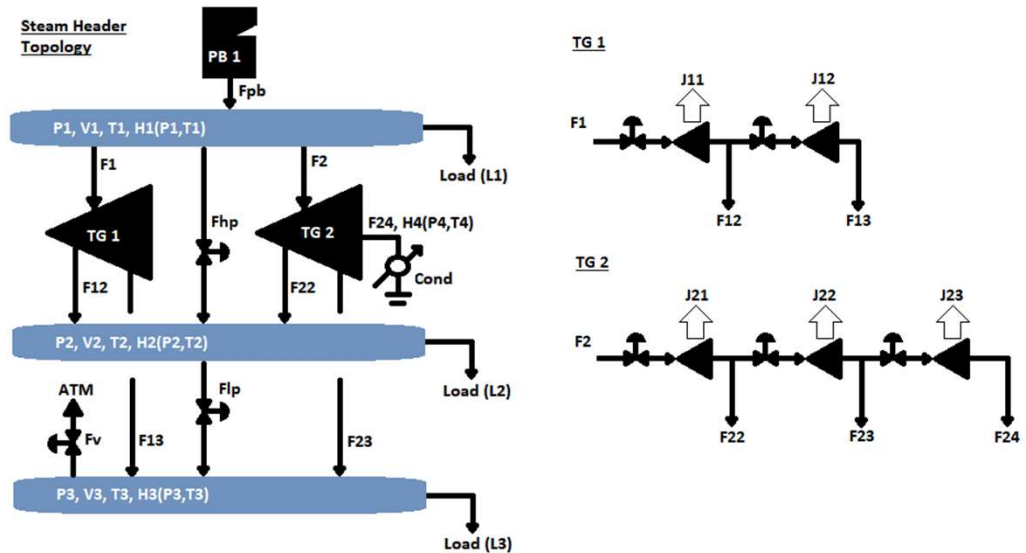 Steam Header
Topology
PB 1
Fpb
P1, V1, T1, H1(P1,T1)
Load (L1)
F1
F2
Fhp
TG 1
TG 2
F24, H4(P4,T4)
Cond
F12
F22
P2, V2, T2, H2(P2,T2)
Load (L2)
ATM
Flp
Fv
F13
F23
P3, V3, T3, H3(P3,T3)
Load (L3)
TG 1
J11
J12
F1
F12
F13
TG 2
J21
J22
J23
F2
F22
F23
F24